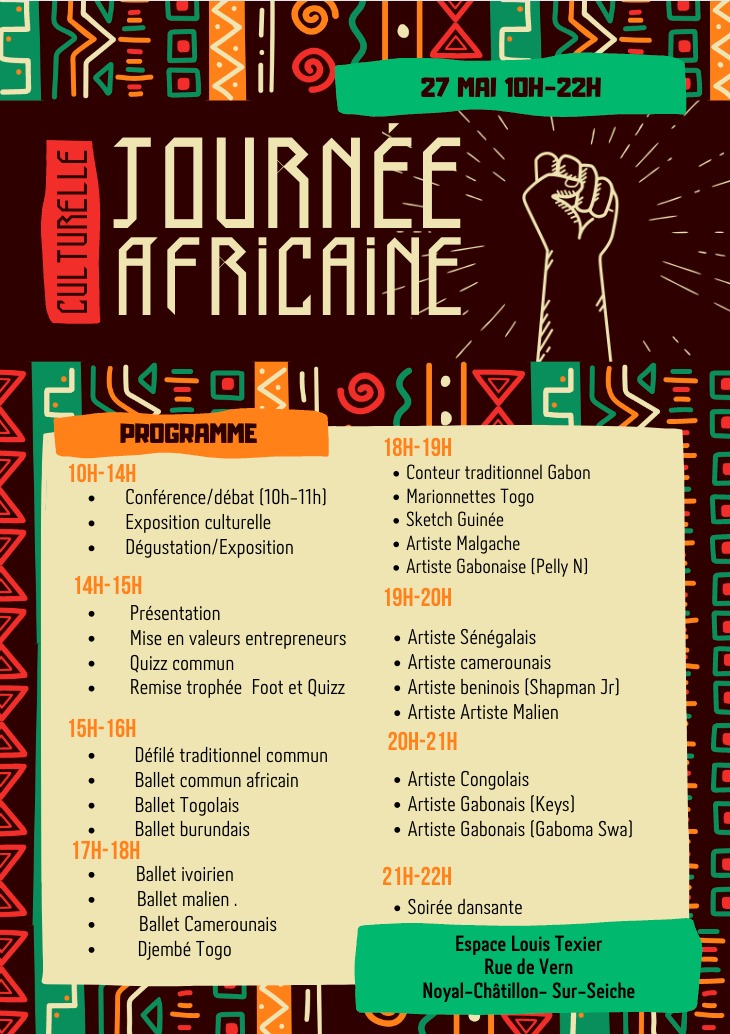 27 MAI 10H-22H
CULTURELLE
JOURNÉE
AFRiCAiNE
PROGRAMME
10H-14H
• Conférence/débat (10h-11h)
• Exposition culturelle
• Dégustation/Exposition
14H-15H
• Présentation
• Mise en valeurs entrepreneurs
• Quizz commun
• Remise trophée Foot et Quizz
15H-16H
• Défilé traditionnel commun
• Ballet commun africain
• Ballet Togolais
• Ballet burundais
17H-18H
• Ballet ivoirien
• Ballet malien .
• Ballet Camerounais
• Djembé Togo
18H-19H
• Conteur traditionnel Gabon
• Marionnettes Togo
• Sketch Guinée
• Artiste Malgache
• Artiste Gabonaise (Pelly N)
19H-20H
• Artiste Sénégalais
• Artiste camerounais
• Artiste beninois (Shapman Jr)
• Artiste Artiste Malien
20H-21H
• Artiste Congolais
• Artiste Gabonais (Keys)
• Artiste Gabonais (Gaboma Swa)
21H-22H
• Soirée dansante
Espace Louis Texier
Rue de Vern
Noyal-Châtillon- Sur-Seiche